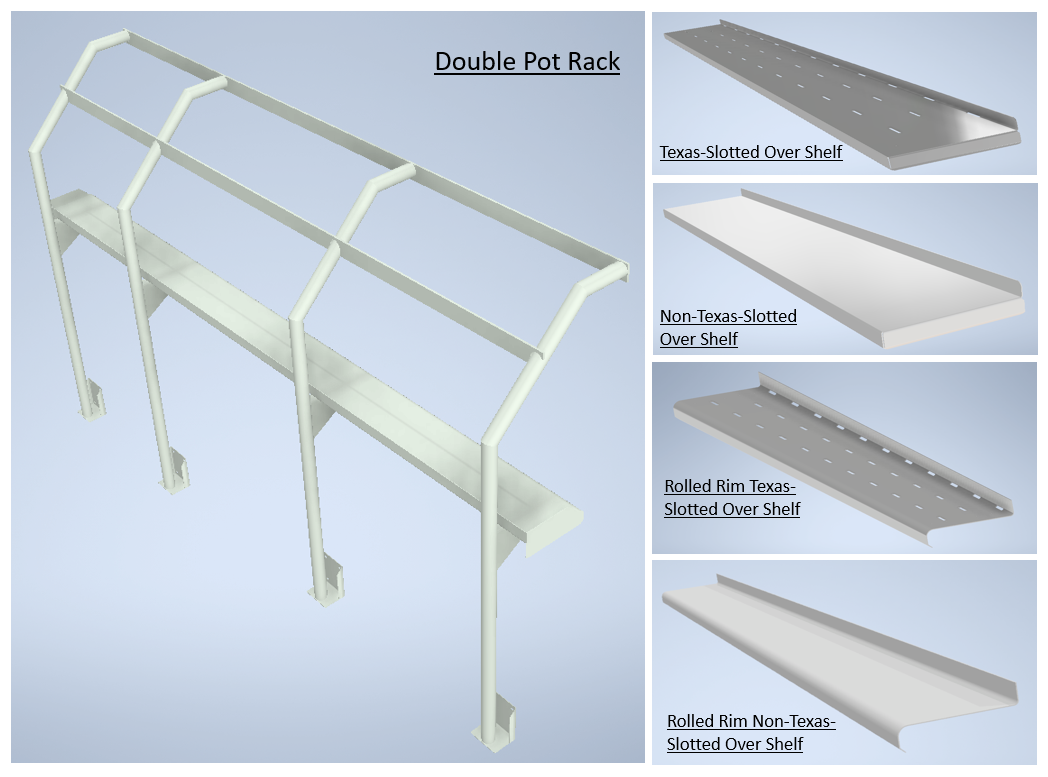 Double Pot Rack
Texas-Slotted Over Shelf
Non-Texas-Slotted
Over Shelf
Rolled Rim Texas-
Slotted Over Shelf
Rolled Rim Non-Texas-
Slotted Over Shelf